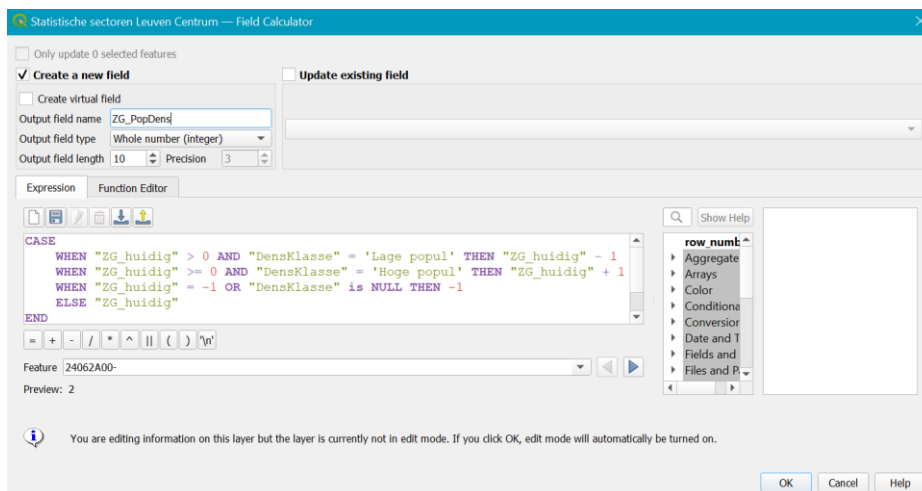 Statistische sectoren Leuven Centrum — Field Calculator
Only update 0 selected features
Create a new field
Update existing field
Create virtual field
Output field name ZG_PopDens
Output field type Whole number (integer)
Output field length 10 Precision 3
Expression Function Editor
Show Help
CASE
WHEN "ZG_huidig" > 0 AND "DensKlasse" = 'Lage popul' THEN "ZG_huidig" - 1
WHEN "ZG_huidig" >= 0 AND "DensKlasse" = 'Hoge popul' THEN "ZG_huidig" + 1
WHEN "ZG_huidig" = -1 OR "DensKlasse" is NULL THEN -1
ELSE "ZG_huidig"
END
row_numb
Aggregate
Arrays
Color
Conditiona
Conversion
Date and T
Fields and
Files and P
= + - / * ^ || ( ) '\n'
Feature 24062A00-
Preview: 2
You are editing information on this layer but the layer is currently not in edit mode. If you click OK, edit mode will automatically be turned on.
OK Cancel Help